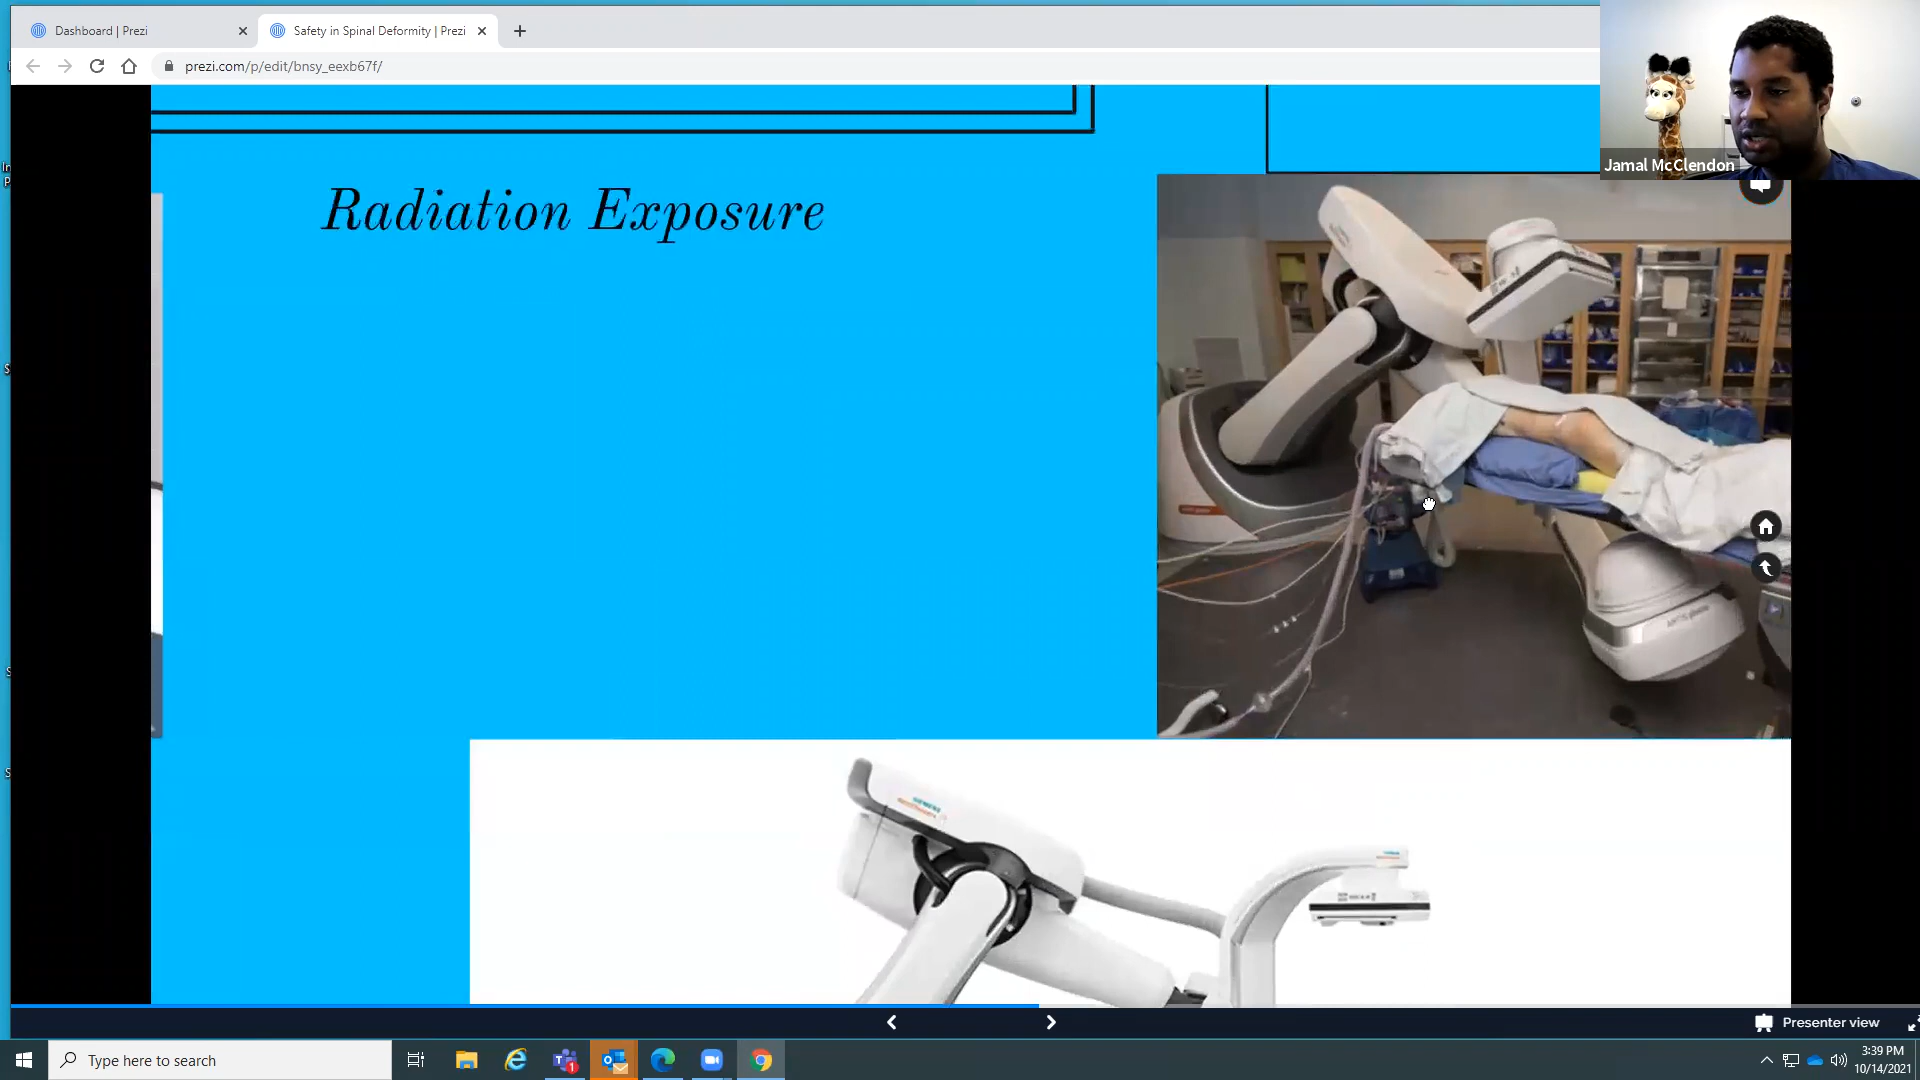 Dashboard | Prezi
Safety in Spinal Deformity | Prezi
prezi.com/p/edit/bnsy_eexb67f/
Jamal McClendon
Radiation Exposure
Presenter view
Type here to search
1
3:39 PM
10/14/2021